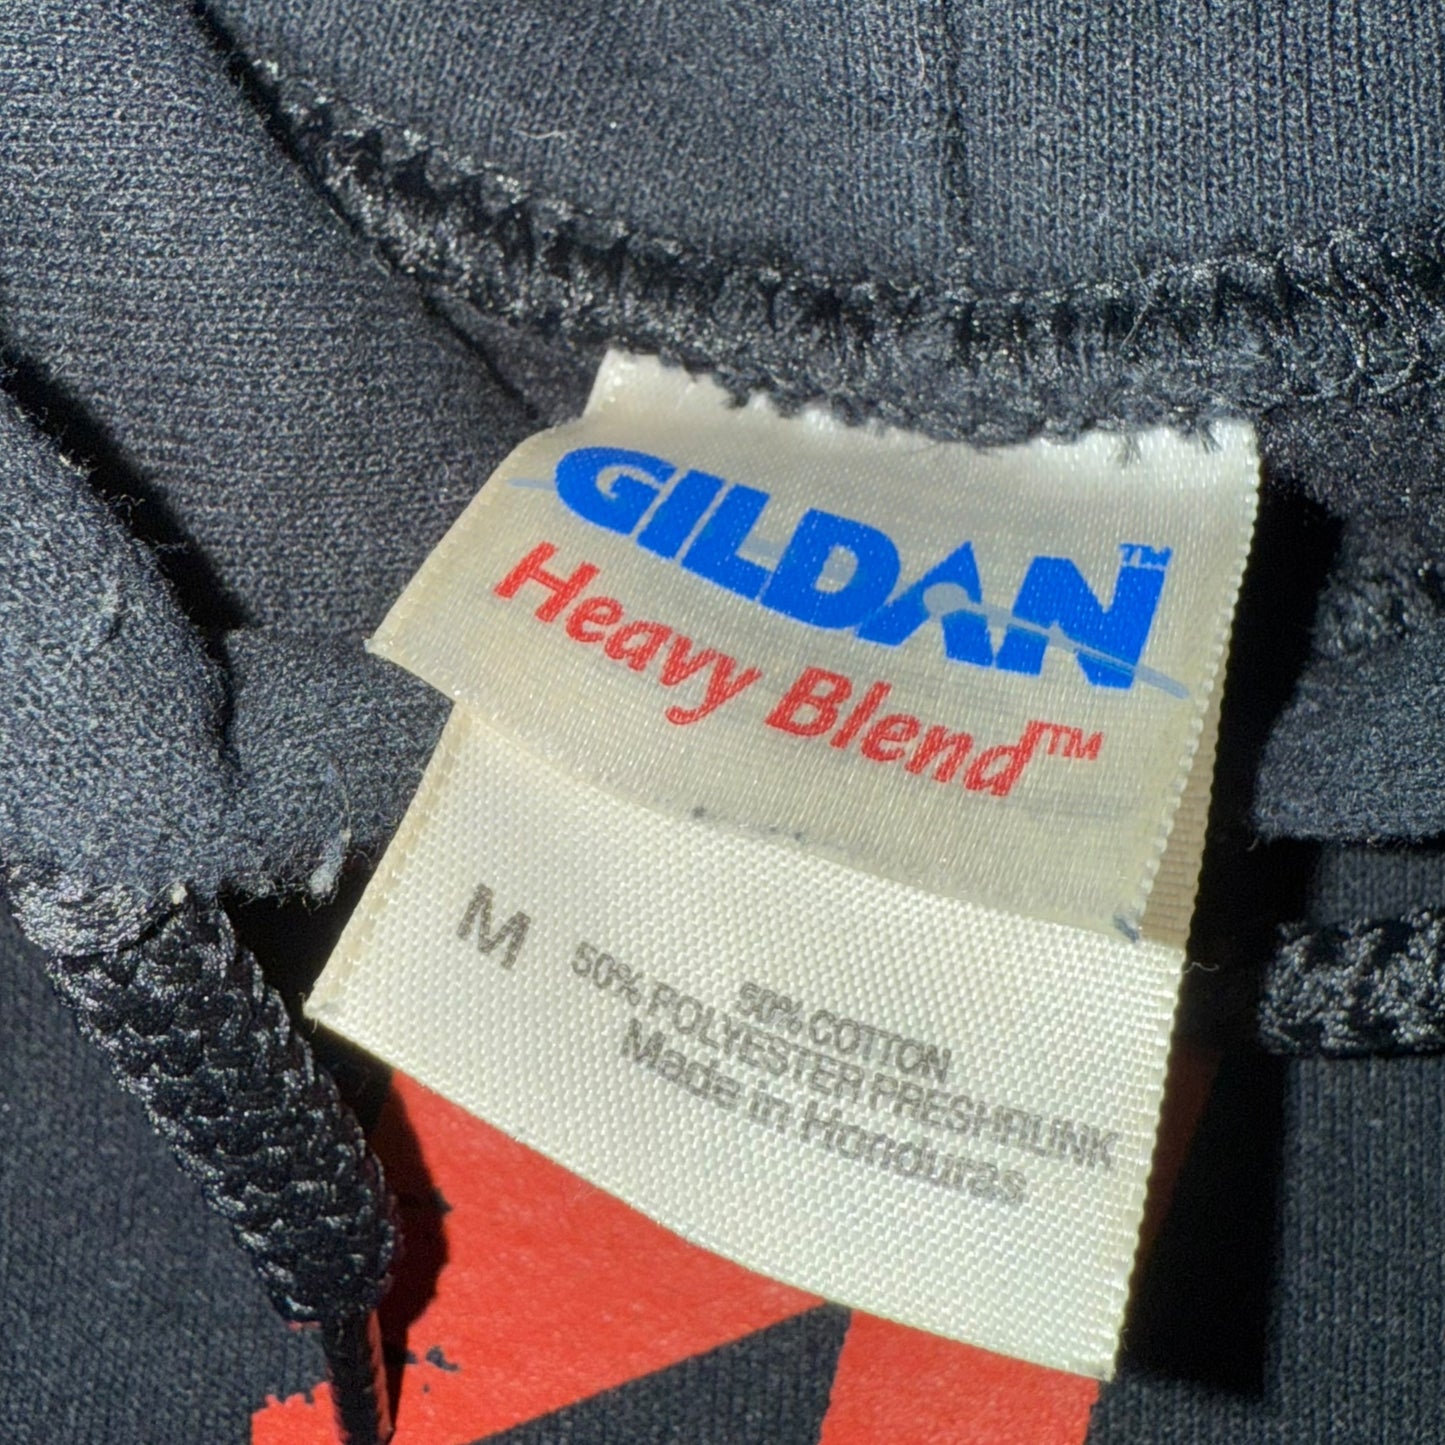 GILDAN™
Heavy Blend™
M
50% COTTON
50% POLYESTER PRESHRUNK
Made in Honduras